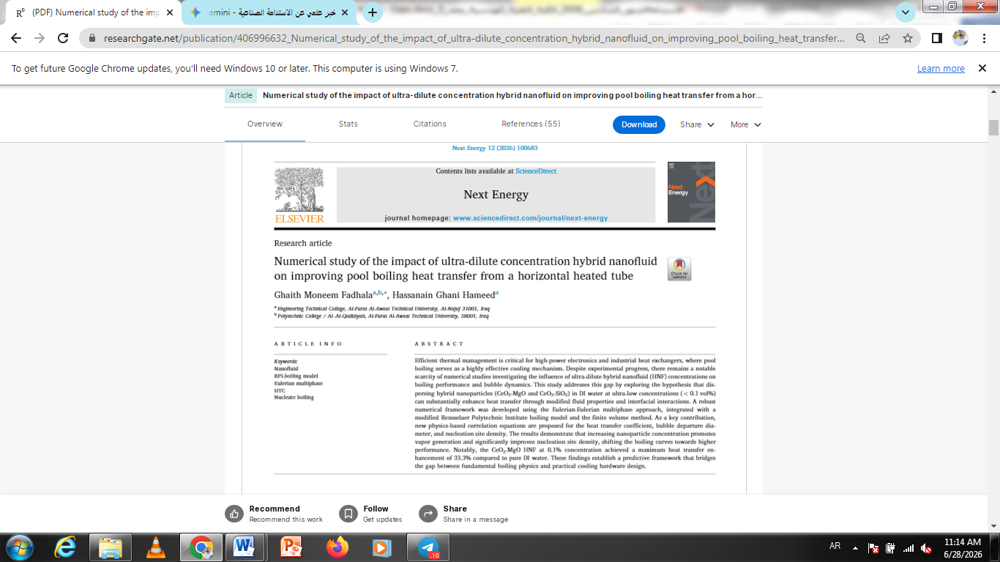 (PDF) Numerical study of the imp
emini - خبر علمي عن الاستدامة الصناعية
researchgate.net/publication/406996632_Numerical_study_of_the_impact_of_ultra-dilute_concentration_hybrid_nanofluid_on_improving_pool_boiling_heat_transfer...
To get future Google Chrome updates, you'll need Windows 10 or later. This computer is using Windows 7.
Learn more
Article
Numerical study of the impact of ultra-dilute concentration hybrid nanofluid on improving pool boiling heat transfer from a hor...
Overview
Stats
Citations
References (55)
Download
Share
More
Next Energy 12 (2026) 100683
Contents lists available at ScienceDirect
Next Energy
journal homepage: www.sciencedirect.com/journal/next-energy
ELSEVIER
Next
Energy
Research article
Numerical study of the impact of ultra-dilute concentration hybrid nanofluid
on improving pool boiling heat transfer from a horizontal heated tube
Check for
updates
Ghaith Moneem Fadhala a,b,*, Hassanain Ghani Hameed a
a Engineering Technical College, Al-Furat Al-Awsat Technical University, Al-Najaf 31001, Iraq
b Polytechnic College / Al-Al-Qadisiyah, Al-Furat Al-Awsat Technical University, 58001, Iraq
ARTICLE INFO
Keywords:
Nanofluid
RPI-boiling model
Eulerian multiphase
HTC
Nucleate boiling
ABSTRACT
Efficient thermal management is critical for high-power electronics and industrial heat exchangers, where pool
boiling serves as a highly effective cooling mechanism. Despite experimental progress, there remains a notable
scarcity of numerical studies investigating the influence of ultra-dilute hybrid nanofluid (HNF) concentrations on
boiling performance and bubble dynamics. This study addresses this gap by exploring the hypothesis that dis-
persing hybrid nanoparticles (CeO₂-MgO and CeO₂-SiO₂) in DI water at ultra-low concentrations (< 0.1 vol%)
can substantially enhance heat transfer through modified fluid properties and interfacial interactions. A robust
numerical framework was developed using the Eulerian-Eulerian multiphase approach, integrated with a
modified Rensselaer Polytechnic Institute boiling model and the finite volume method. As a key contribution,
new physics-based correlation equations are proposed for the heat transfer coefficient, bubble departure dia-
meter, and nucleation site density. The results demonstrate that increasing nanoparticle concentration promotes
vapor generation and significantly improves nucleation site density, shifting the boiling curves towards higher
performance. Notably, the CeO₂-MgO HNF at 0.1% concentration achieved a maximum heat transfer en-
hancement of 33.3% compared to pure DI water. These findings establish a predictive framework that bridges
the gap between fundamental boiling physics and practical cooling hardware design.
Recommend
Recommend this work
Follow
Get updates
Share
Share in a message
AR
11:14 AM
6/28/2026
..10